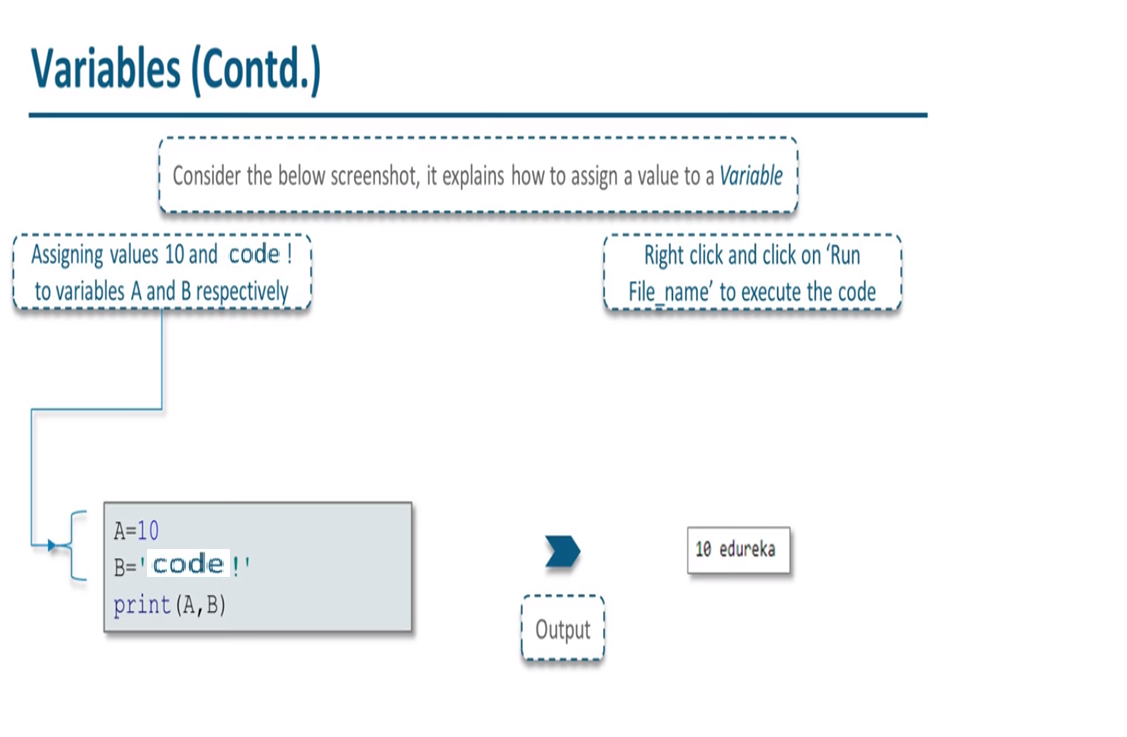 Variables (Contd.)
Consider the below screenshot, it explains how to assign a value to a Variable
Assigning values 10 and code !
to variables A and B respectively
Right click and click on ‘Run
File_name’ to execute the code
A=10
B='code!'
print(A,B)
Output
10 edureka